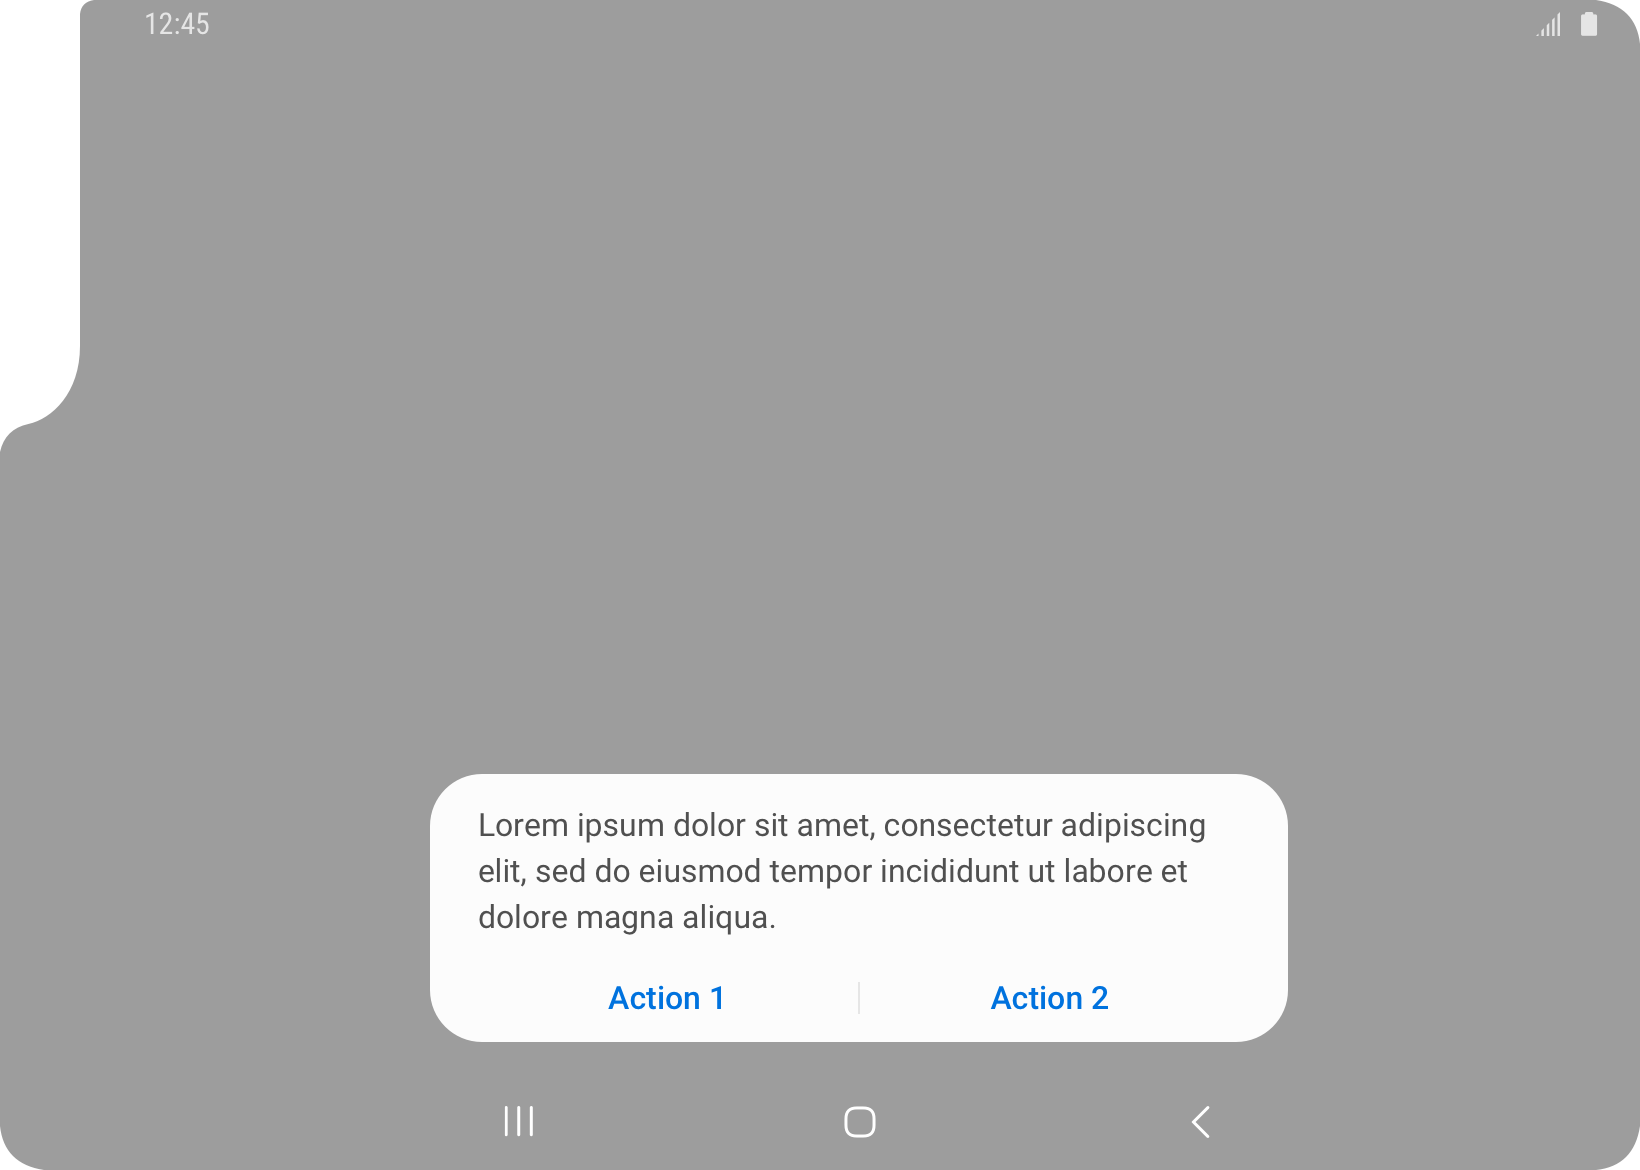 12:45
Lorem ipsum dolor sit amet, consectetur adipiscing
elit, sed do eiusmod tempor incididunt ut labore et
dolore magna aliqua.
Action 1
Action 2